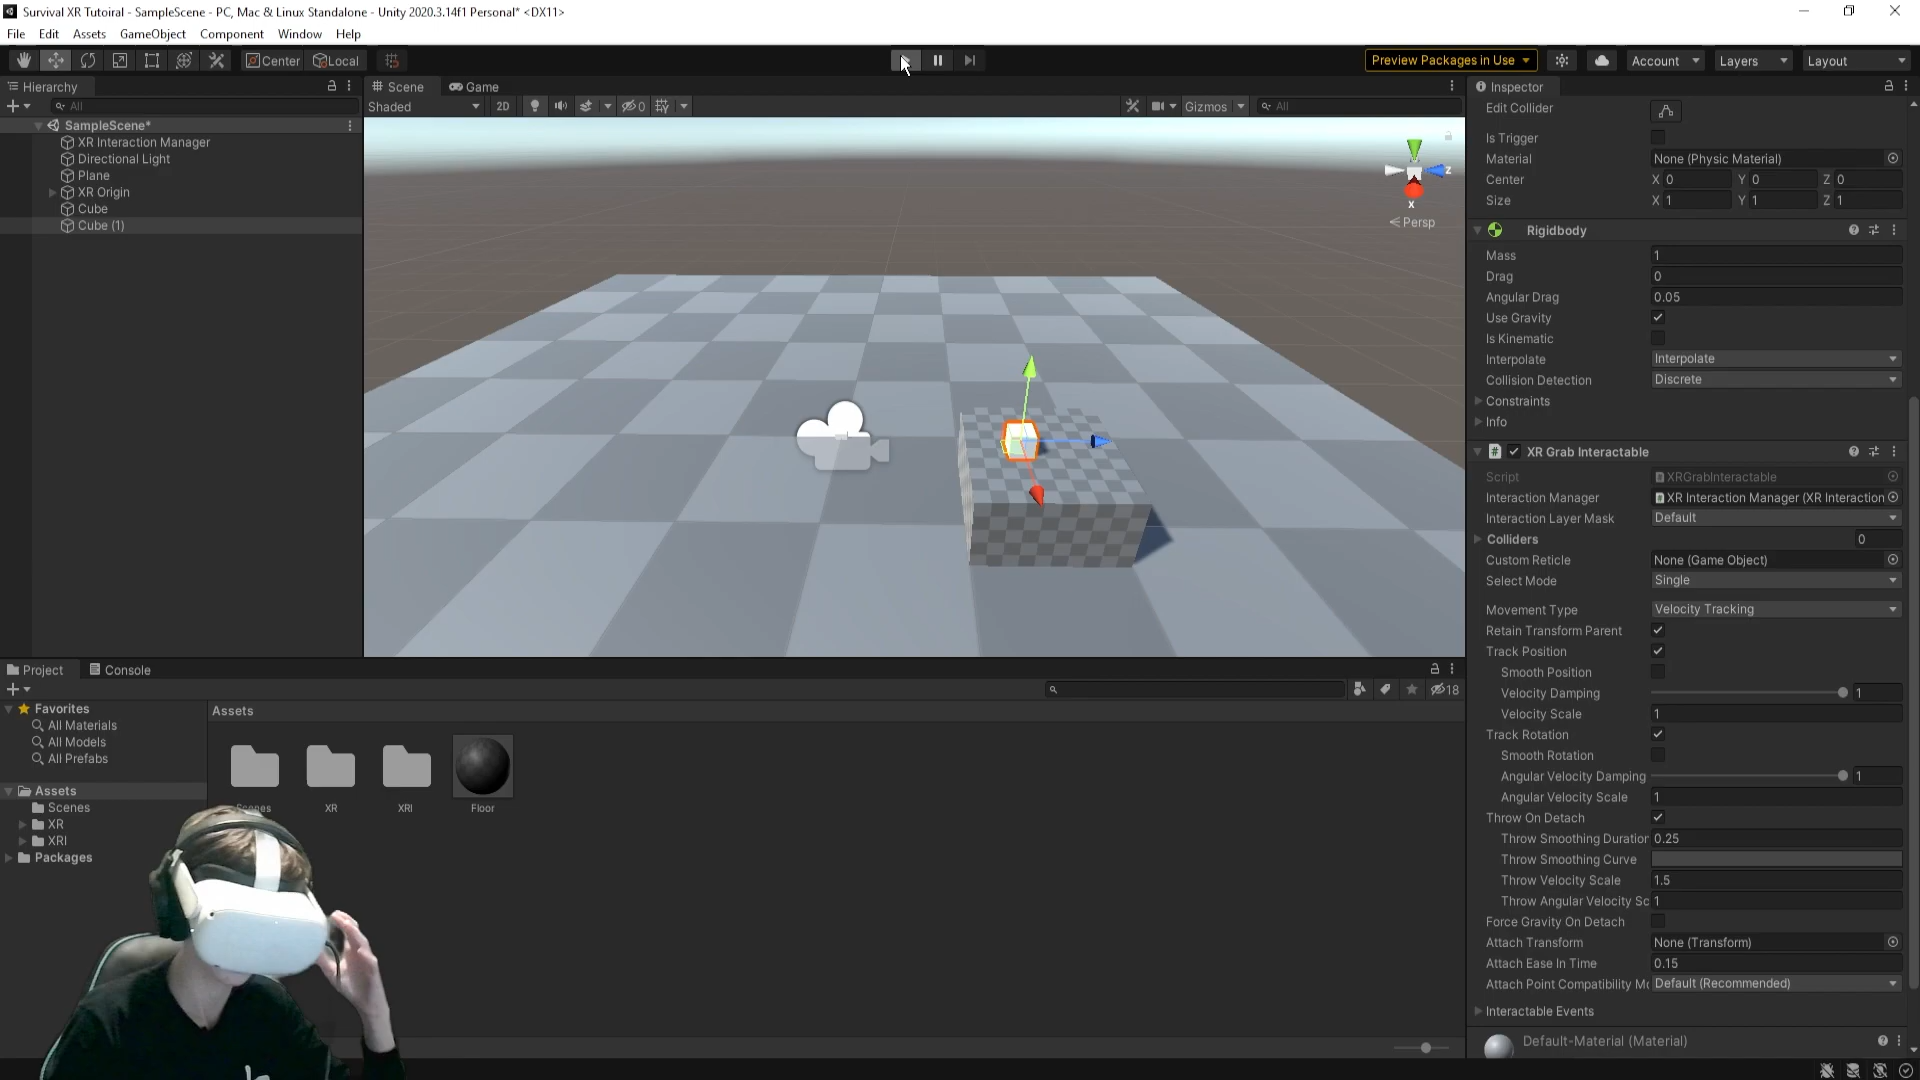 Survival XR Tutoiral - SampleScene - PC, Mac & Linux Standalone - Unity 2020.3.14f1 Personal* <DX11>
File Edit Assets GameObject Component Window Help
Center Local Preview Packages in Use Account Layers Layout
Hierarchy
All
SampleScene*
XR Interaction Manager
Directional Light
Plane
XR Origin
Cube
Cube (1)
Scene Game
Shaded 2D 0 Gizmos All
z
x
Persp
Project Console
18
Favorites
All Materials
All Models
All Prefabs
Assets
Scenes
XR
XRI
Packages
Assets
Scenes XR XRI Floor
Inspector
Edit Collider
Is Trigger
Material None (Physic Material)
Center X 0 Y 0 Z 0
Size X 1 Y 1 Z 1
Rigidbody
Mass 1
Drag 0
Angular Drag 0.05
Use Gravity
Is Kinematic
Interpolate Interpolate
Collision Detection Discrete
Constraints
Info
# XR Grab Interactable
Script XRGrabInteractable
Interaction Manager XR Interaction Manager (XR Interaction
Interaction Layer Mask Default
Colliders 0
Custom Reticle None (Game Object)
Select Mode Single
Movement Type Velocity Tracking
Retain Transform Parent
Track Position
Smooth Position
Velocity Damping 1
Velocity Scale 1
Track Rotation
Smooth Rotation
Angular Velocity Damping 1
Angular Velocity Scale 1
Throw On Detach
Throw Smoothing Duration 0.25
Throw Smoothing Curve
Throw Velocity Scale 1.5
Throw Angular Velocity Sc 1
Force Gravity On Detach
Attach Transform None (Transform)
Attach Ease In Time 0.15
Attach Point Compatibility Mo Default (Recommended)
Interactable Events
Default-Material (Material)